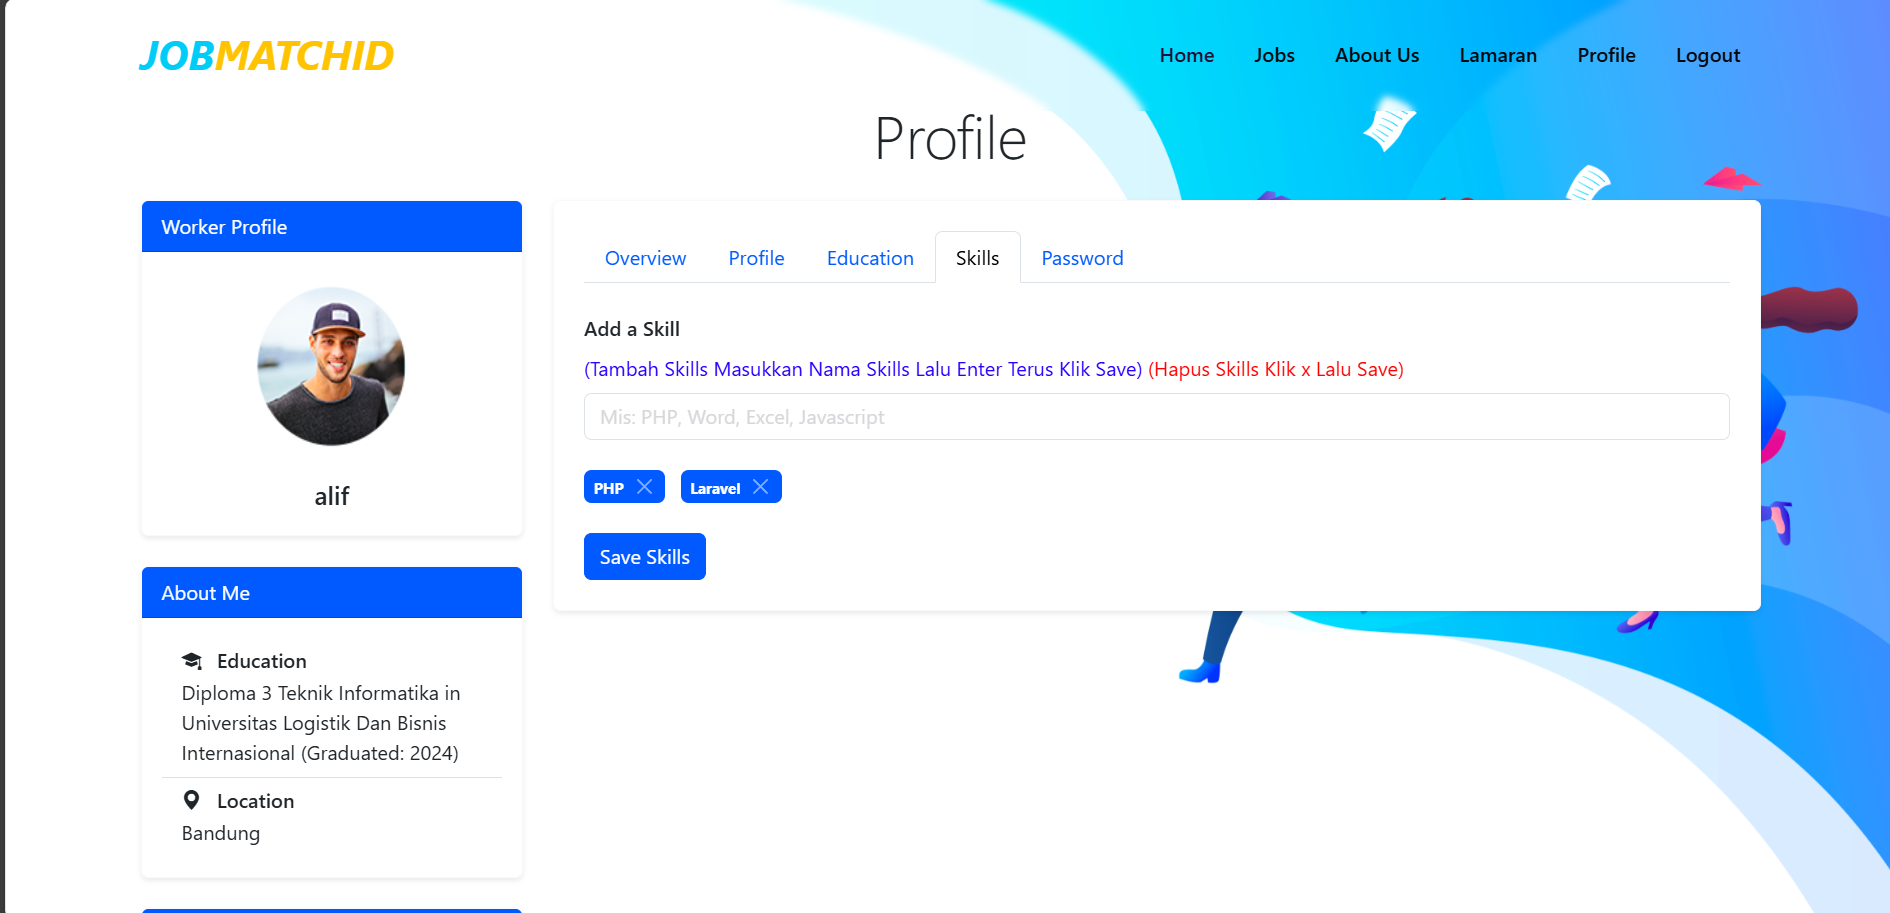 JOBMATCHID
Home Jobs About Us Lamaran Profile Logout
Profile
Worker Profile
alif
About Me
Education
Diploma 3 Teknik Informatika in
Universitas Logistik Dan Bisnis
Internasional (Graduated: 2024)
Location
Bandung
Overview Profile Education Skills Password
Add a Skill
(Tambah Skills Masukkan Nama Skills Lalu Enter Terus Klik Save) (Hapus Skills Klik x Lalu Save)
Mis: PHP, Word, Excel, Javascript
PHP Laravel
Save Skills